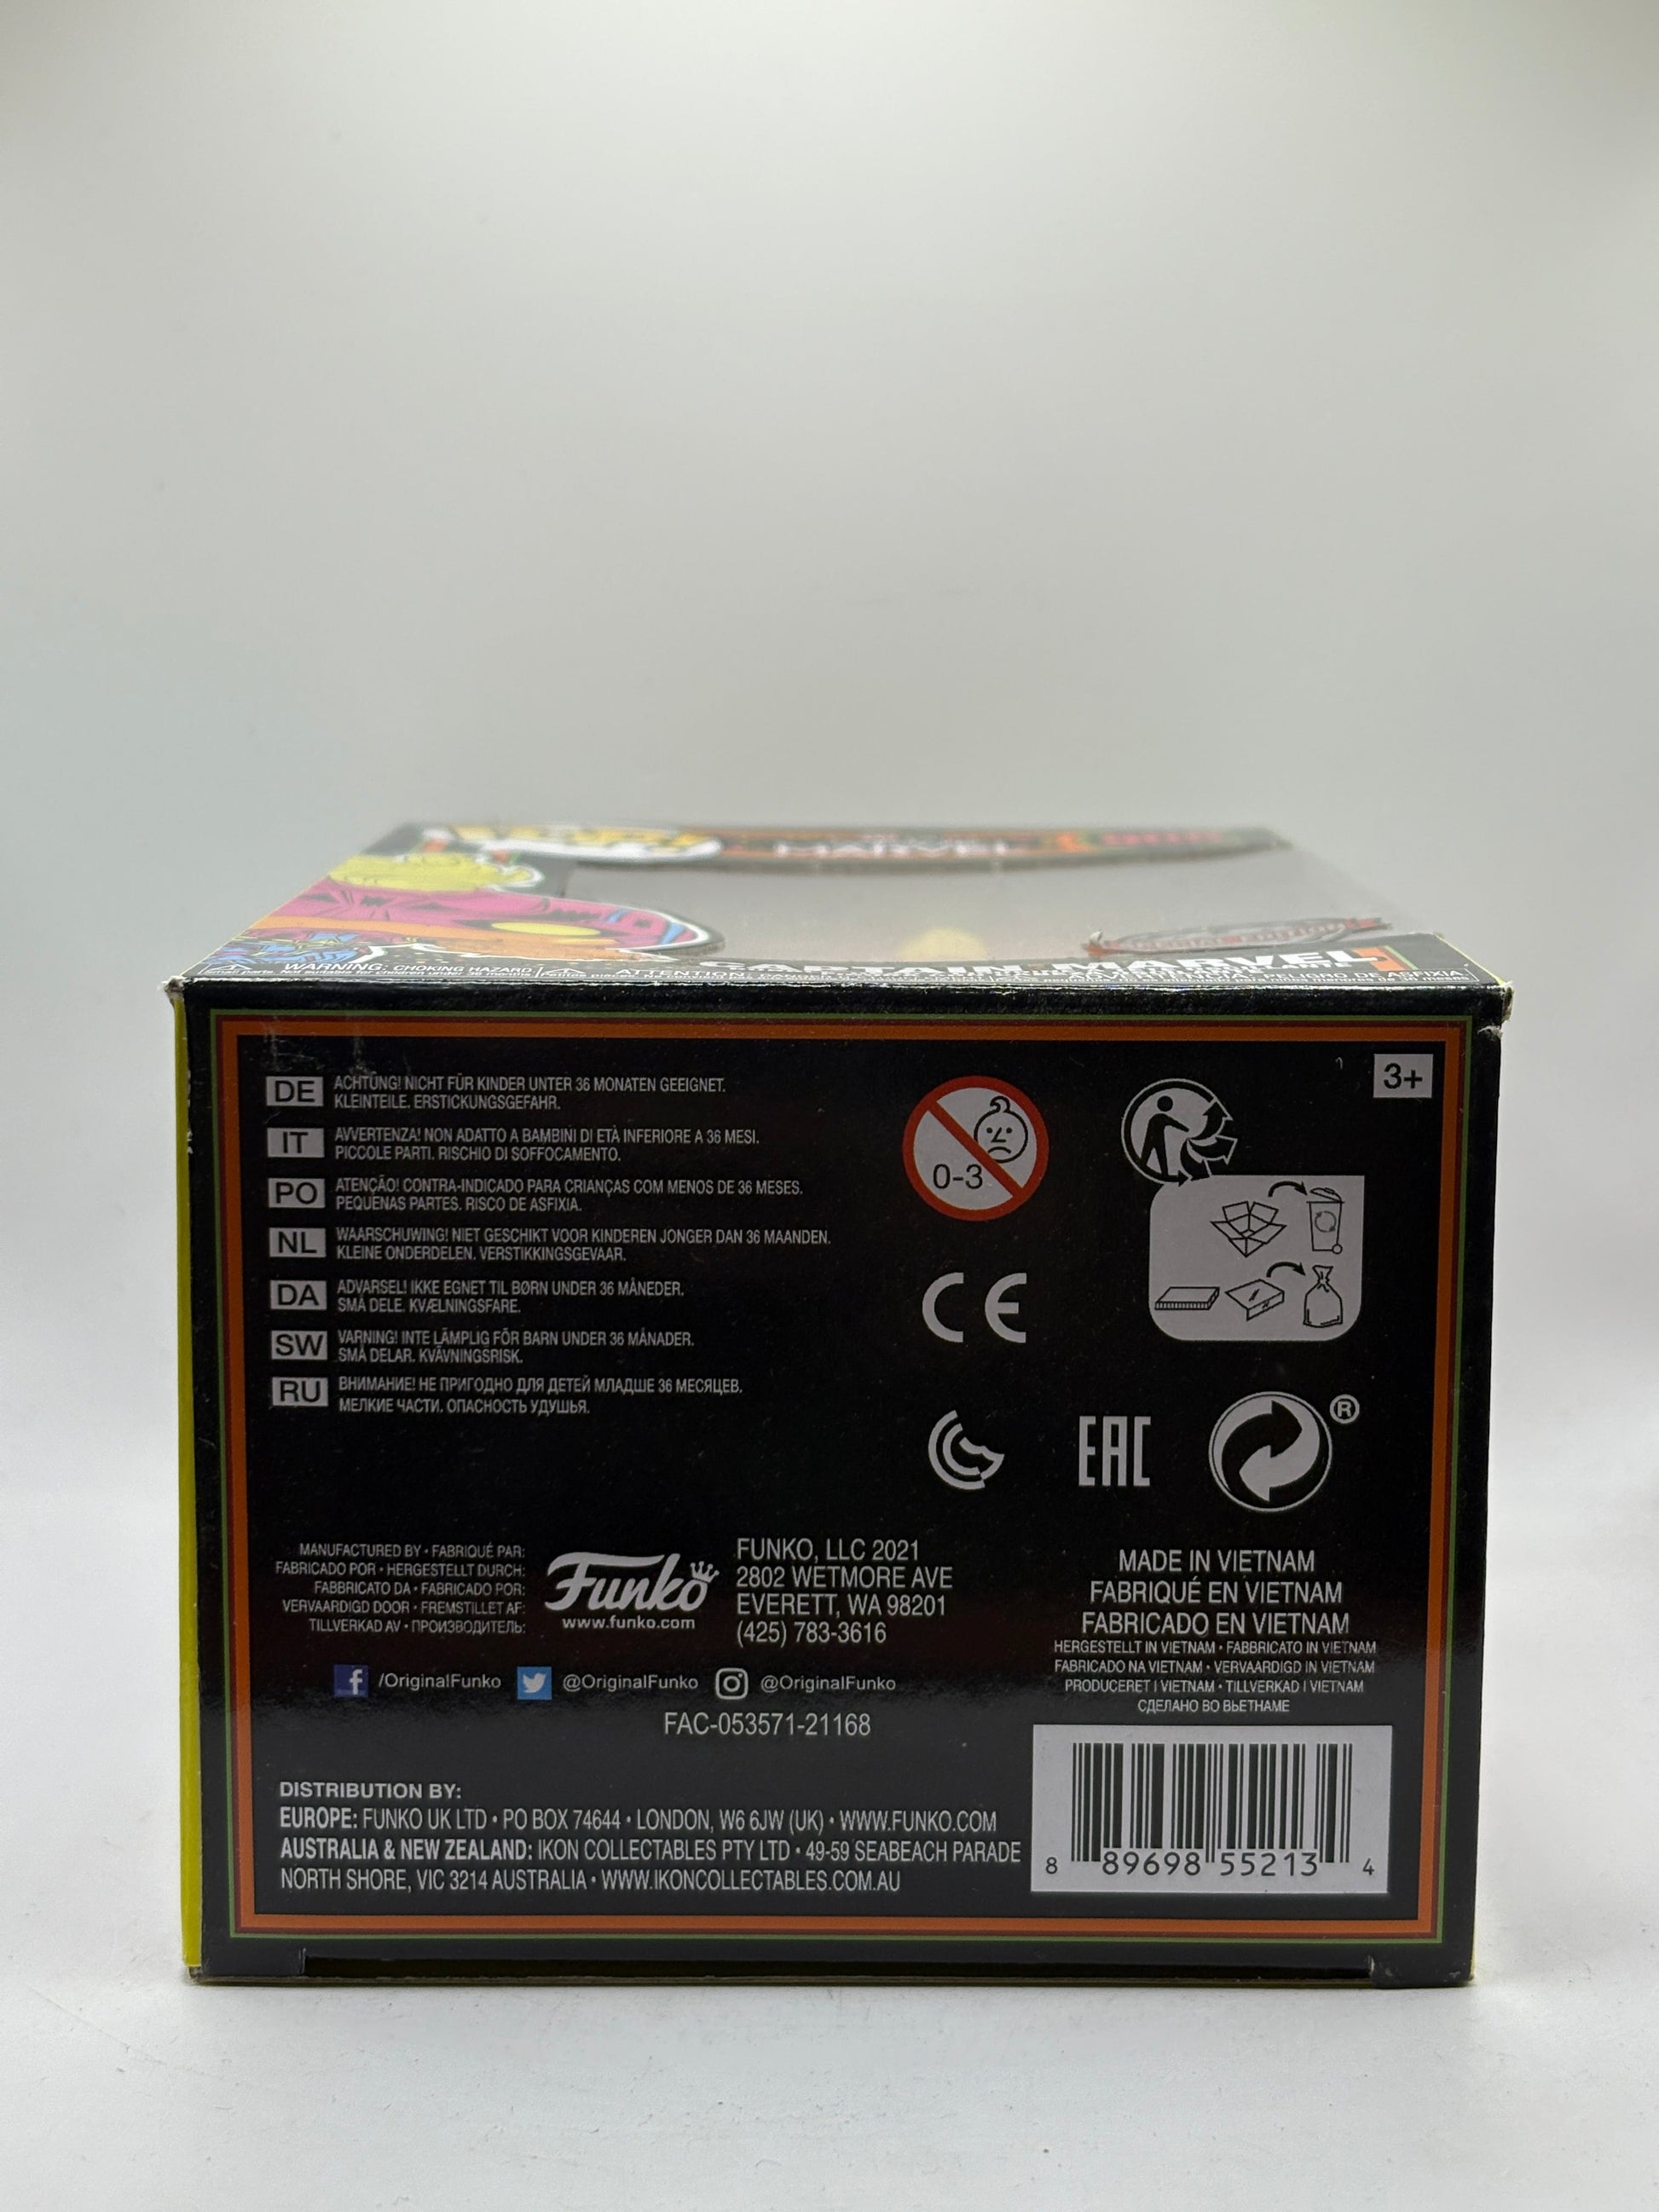 MARVEL
SPECIAL EDITION
CAPTAIN MARVEL
WARNING: CHOKING HAZARD
DE ACHTUNG! NICHT FÜR KINDER UNTER 36 MONATEN GEEIGNET.
KLEINTEILE. ERSTICKUNGSGEFAHR.
IT AVVERTENZA! NON ADATTO A BAMBINI DI ETÀ INFERIORE A 36 MESI.
PICCOLE PARTI. RISCHIO DI SOFFOCAMENTO.
PO ATENÇÃO! CONTRA-INDICADO PARA CRIANÇAS COM MENOS DE 36 MESES.
PEQUENAS PARTES. RISCO DE ASFIXIA.
NL WAARSCHUWING! NIET GESCHIKT VOOR KINDEREN JONGER DAN 36 MAANDEN.
KLEINE ONDERDELEN. VERSTIKKINGSGEVAAR.
DA ADVARSEL! IKKE EGNET TIL BØRN UNDER 36 MÅNEDER.
SMÅ DELE. KVÆLNINGSFARE.
SW VARNING! INTE LÄMPLIG FÖR BARN UNDER 36 MÅNADER.
SMÅ DELAR. KVÄVNINGSRISK.
RU ВНИМАНИЕ! НЕ ПРИГОДНО ДЛЯ ДЕТЕЙ МЛАДШЕ 36 МЕСЯЦЕВ.
МЕЛКИЕ ЧАСТИ. ОПАСНОСТЬ УДУШЬЯ.
0-3
3+
CE
EAC
®
MANUFACTURED BY • FABRIQUÉ PAR:
FABRICADO POR • HERGESTELLT DURCH:
FABBRICATO DA • FABRICADO POR:
VERVAARDIGD DOOR • FREMSTILLET AF:
TILLVERKAD AV • ПРОИЗВОДИТЕЛЬ:
Funko
www.funko.com
FUNKO, LLC 2021
2802 WETMORE AVE
EVERETT, WA 98201
(425) 783-3616
/OriginalFunko @OriginalFunko @OriginalFunko
FAC-053571-21168
MADE IN VIETNAM
FABRIQUÉ EN VIETNAM
FABRICADO EN VIETNAM
HERGESTELLT IN VIETNAM • FABBRICATO IN VIETNAM
FABRICADO NA VIETNAM • VERVAARDIGD IN VIETNAM
PRODUCERET I VIETNAM • TILLVERKAD I VIETNAM
СДЕЛАНО ВО ВЬЕТНАМЕ
DISTRIBUTION BY:
EUROPE: FUNKO UK LTD • PO BOX 74644 • LONDON, W6 6JW (UK) • WWW.FUNKO.COM
AUSTRALIA & NEW ZEALAND: IKON COLLECTABLES PTY LTD • 49-59 SEABEACH PARADE
NORTH SHORE, VIC 3214 AUSTRALIA • WWW.IKONCOLLECTABLES.COM.AU
8 89698 55213 4